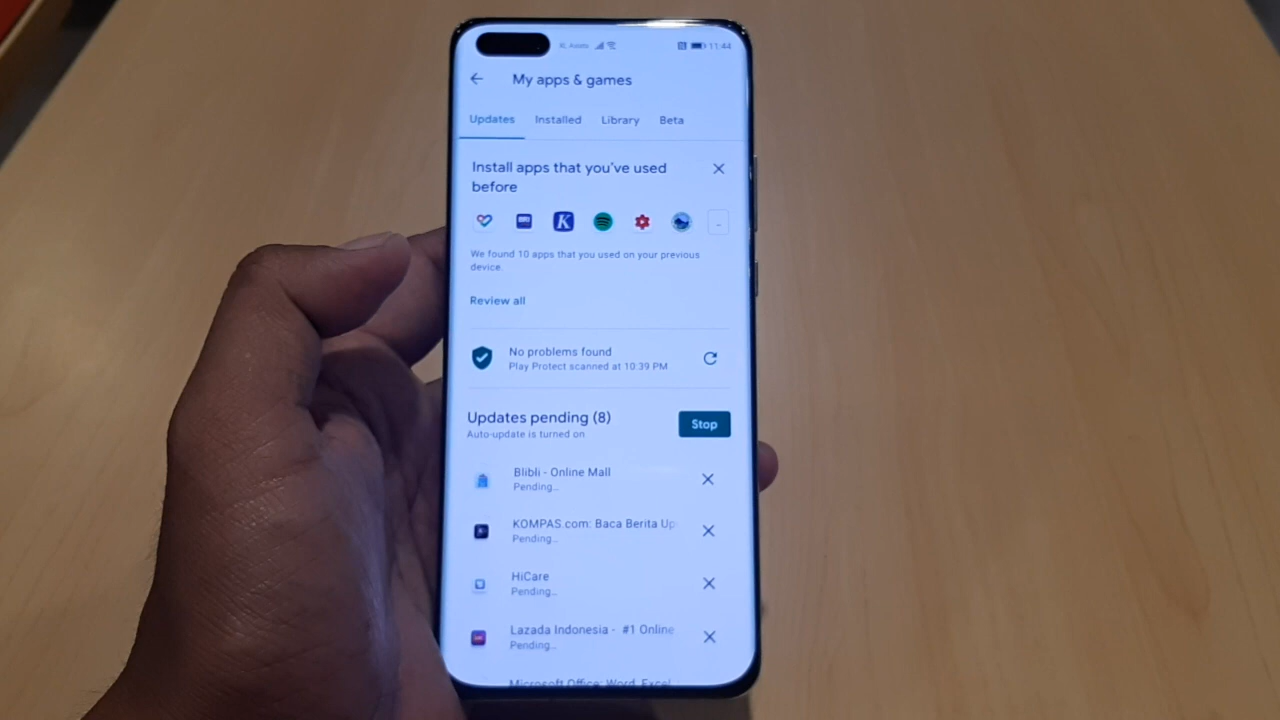 XL Axiata
11:44
My apps & games
Updates Installed Library Beta
Install apps that you've used
before
K
We found 10 apps that you used on your previous
device.
Review all
No problems found
Play Protect scanned at 10:39 PM
Updates pending (8)
Stop
Auto-update is turned on
Blibli - Online Mall
Pending...
KOMPAS.com: Baca Berita Up
Pending...
HiCare
Pending...
Lazada Indonesia - #1 Online
Pending...
Microsoft Office: Word, Excel